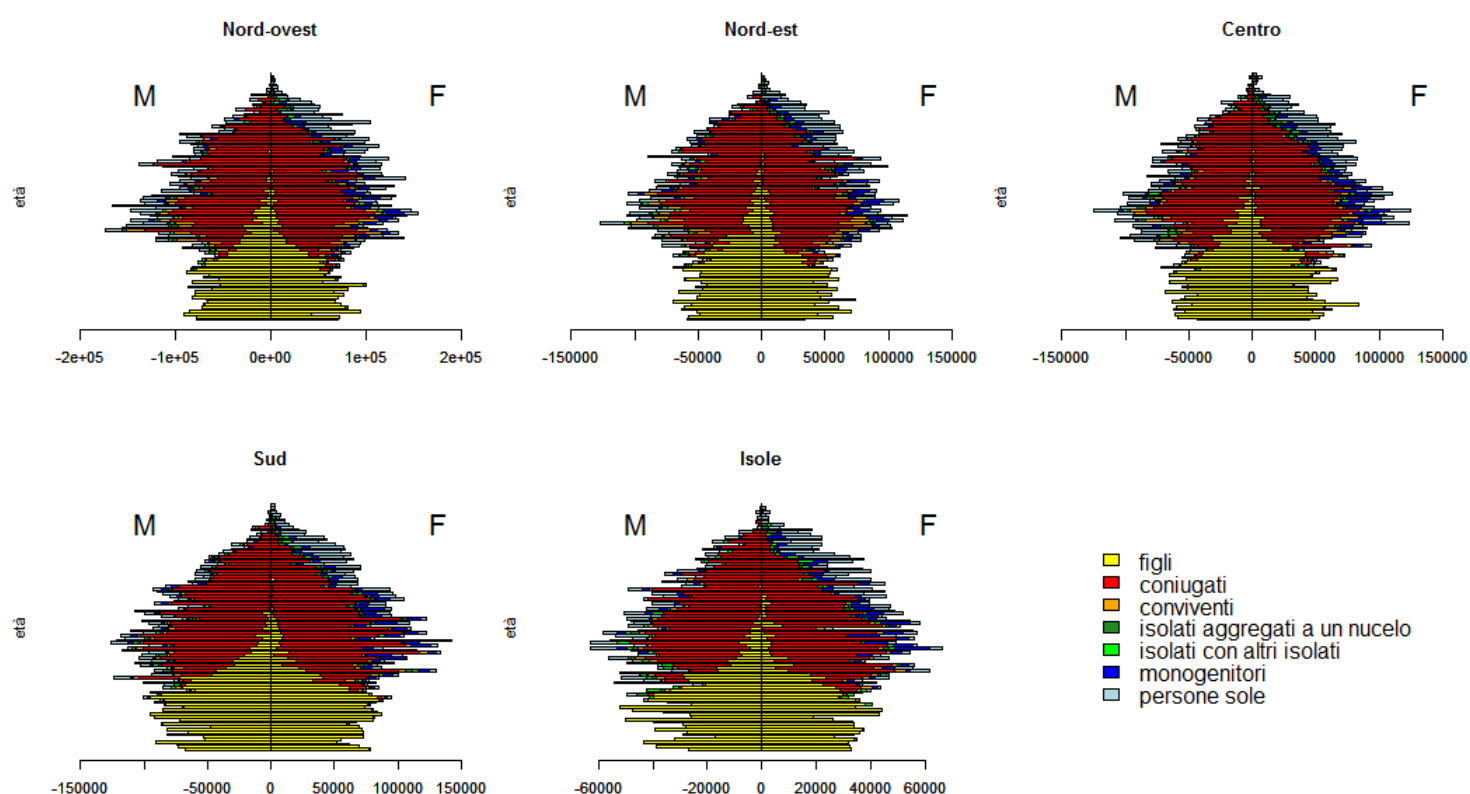 Nord-ovest
M F
età
-2e+05 -1e+05 0e+00 1e+05 2e+05
Nord-est
M F
età
-150000 -50000 0 50000 100000 150000
Centro
M F
età
-150000 -50000 0 50000 100000 150000
Sud
M F
età
-150000 -50000 0 50000 100000 150000
Isole
M F
età
-60000 -20000 0 20000 40000 60000
figli
coniugati
conviventi
isolati aggregati a un nucelo
isolati con altri isolati
monogenitori
persone sole